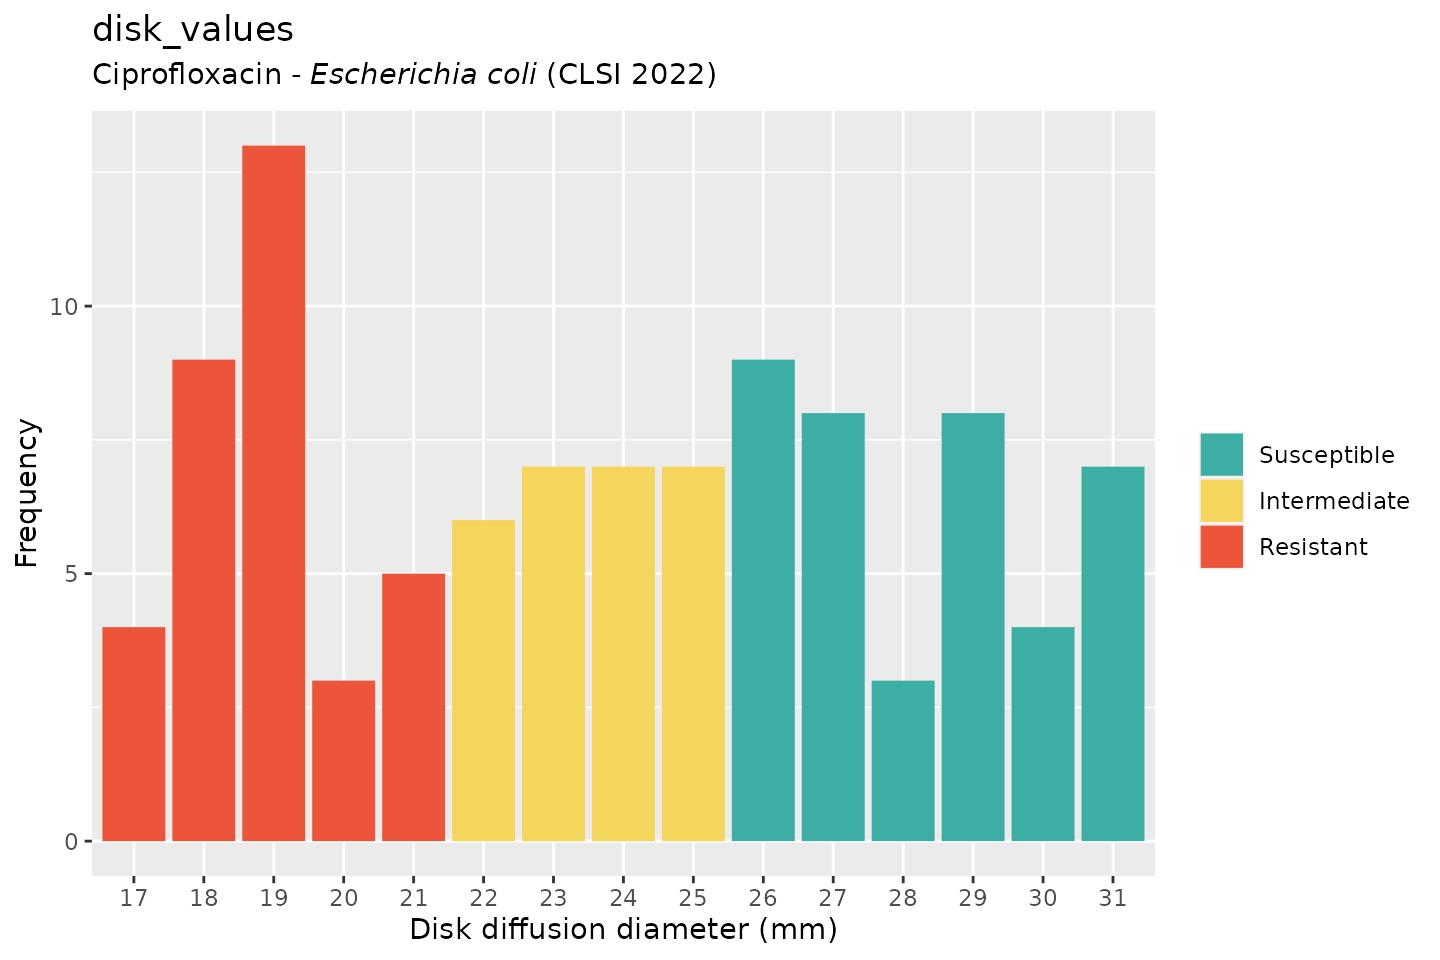 disk_values
Ciprofloxacin - Escherichia coli (CLSI 2022)
Frequency
10
5
0
17 18 19 20 21 22 23 24 25 26 27 28 29 30 31
Disk diffusion diameter (mm)
Susceptible
Intermediate
Resistant